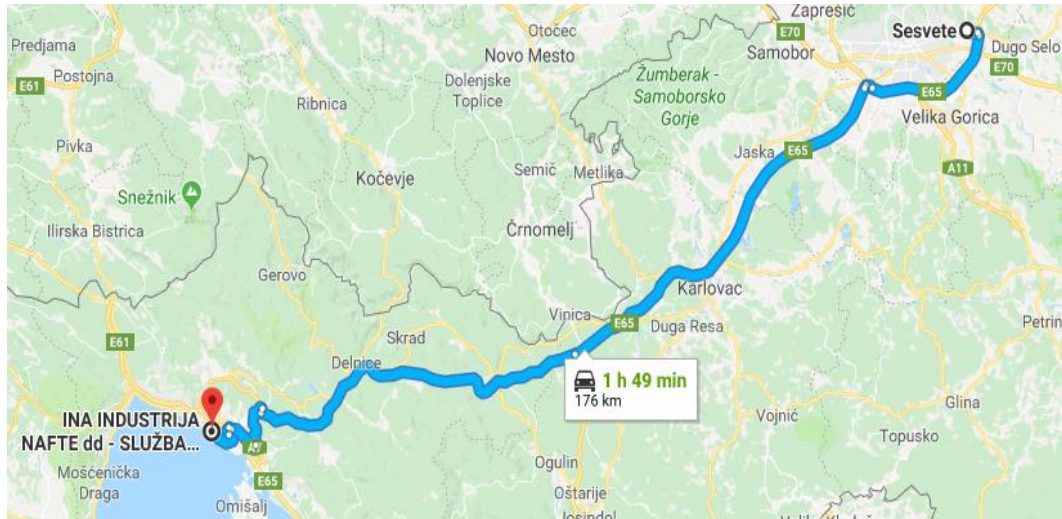 Predjama
Otočec
Zaprešić
Sesvete
E70
E61
Postojna
Novo Mesto
Samobor
Dugo Selo
E70
Dolenjske
Toplice
Žumberak -
Samoborsko
Gorje
E65
Velika Gorica
Ribnica
Pivka
Jaska
E65
Semič
Metlika
A11
Kočevje
Snežnik
Črnomelj
Ilirska Bistrica
Gerovo
Karlovac
Vinica
E65
Duga Resa
Petrin
E61
Skrad
Delnice
1 h 49 min
176 km
INA INDUSTRIJA
NAFTE dd - SLUŽBA...
Vojnić
Glina
Topusko
A7
Mošćenička
Draga
E65
Ogulin
Omišalj
Oštarije
Josipdol